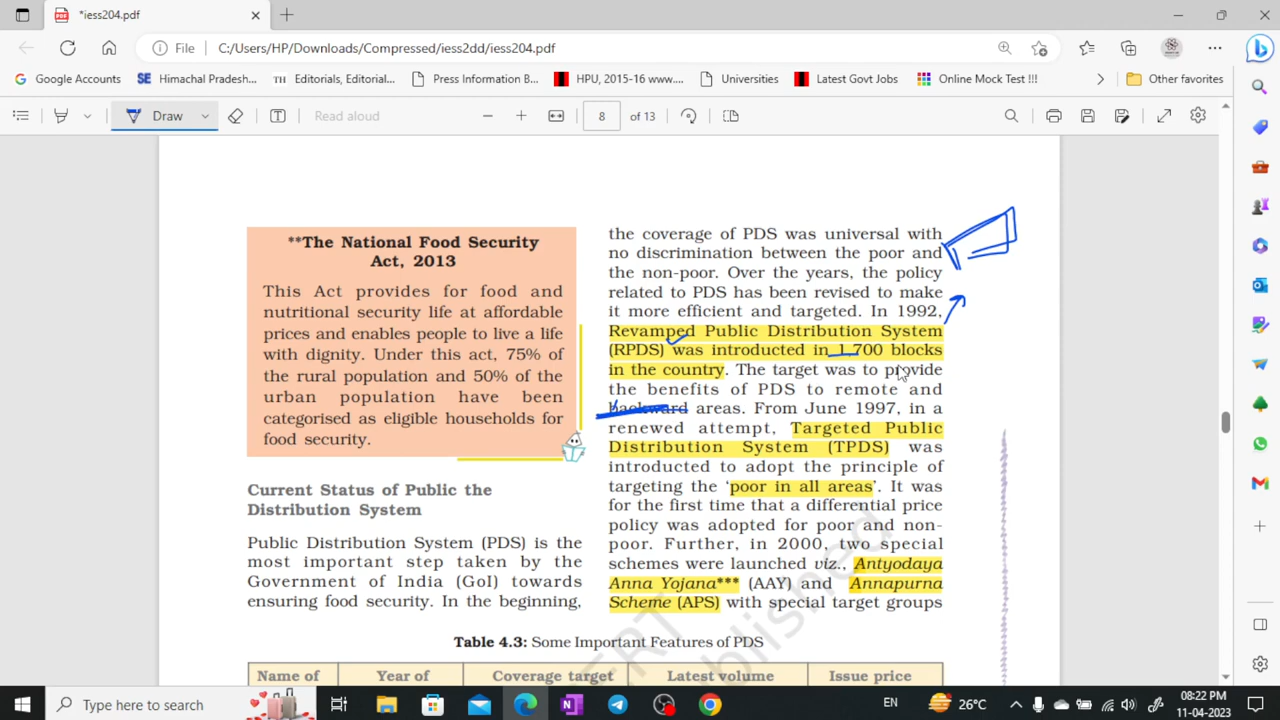 *iess204.pdf
File
C:/Users/HP/Downloads/Compressed/iess2dd/iess204.pdf
Google Accounts
SE Himachal Pradesh...
TH Editorials, Editorial...
Press Information B...
HPU, 2015-16 www....
Universities
Latest Govt Jobs
Online Mock Test !!!
Other favorites
Draw
Read aloud
8 of 13
**The National Food Security
Act, 2013
This Act provides for food and
nutritional security life at affordable
prices and enables people to live a life
with dignity. Under this act, 75% of
the rural population and 50% of the
urban population have been
categorised as eligible households for
food security.
Current Status of Public the
Distribution System
Public Distribution System (PDS) is the
most important step taken by the
Government of India (GoI) towards
ensuring food security. In the beginning,
the coverage of PDS was universal with
no discrimination between the poor and
the non-poor. Over the years, the policy
related to PDS has been revised to make
it more efficient and targeted. In 1992,
Revamped Public Distribution System
(RPDS) was introduced in 1,700 blocks
in the country. The target was to provide
the benefits of PDS to remote and
backward areas. From June 1997, in a
renewed attempt, Targeted Public
Distribution System (TPDS) was
introduced to adopt the principle of
targeting the ‘poor in all areas’. It was
for the first time that a differential price
policy was adopted for poor and non-
poor. Further, in 2000, two special
schemes were launched viz., Antyodaya
Anna Yojana*** (AAY) and Annapurna
Scheme (APS) with special target groups
Table 4.3: Some Important Features of PDS
Name of
Year of
Coverage target
Latest volume
Issue price
Type here to search
26°C
EN
08:22 PM
11-04-2023